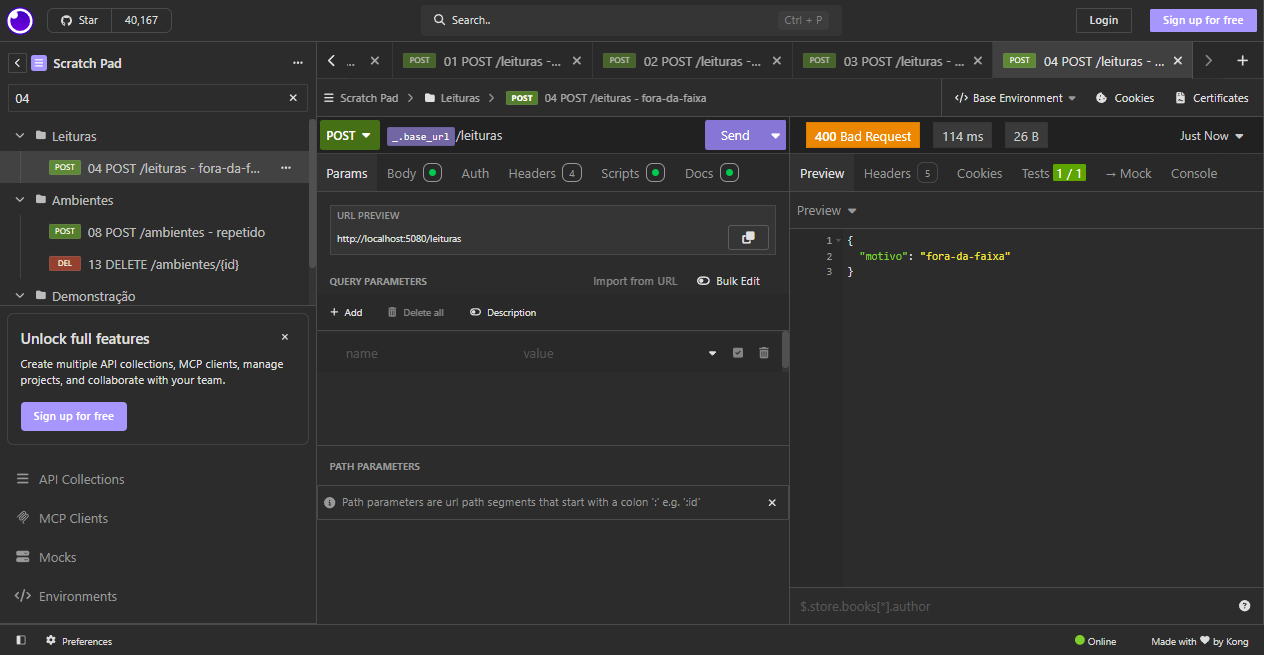 Star 40,167
Search.. Ctrl + P
Login
Sign up for free
Scratch Pad
04
Leituras
POST 04 POST /leituras - fora-da-f...
Ambientes
POST 08 POST /ambientes - repetido
DEL 13 DELETE /ambientes/{id}
Demonstração
Unlock full features
Create multiple API collections, MCP clients, manage
projects, and collaborate with your team.
Sign up for free
API Collections
MCP Clients
Mocks
Environments
Preferences
...
POST 01 POST /leituras -...
POST 02 POST /leituras -...
POST 03 POST /leituras - ...
POST 04 POST /leituras - ...
Scratch Pad > Leituras > POST 04 POST /leituras - fora-da-faixa
Base Environment
Cookies
Certificates
POST _.base_url /leituras
Send
Params
Body
Auth
Headers 4
Scripts
Docs
URL PREVIEW
http://localhost:5080/leituras
QUERY PARAMETERS
Import from URL
Bulk Edit
+ Add
Delete all
Description
name value
PATH PARAMETERS
Path parameters are url path segments that start with a colon ':' e.g. ':id'
400 Bad Request
114 ms
26 B
Just Now
Preview
Headers 5
Cookies
Tests 1 / 1
→ Mock
Console
Preview
1 {
2 "motivo": "fora-da-faixa"
3 }
$.store.books[*].author
Online
Made with ♥ by Kong